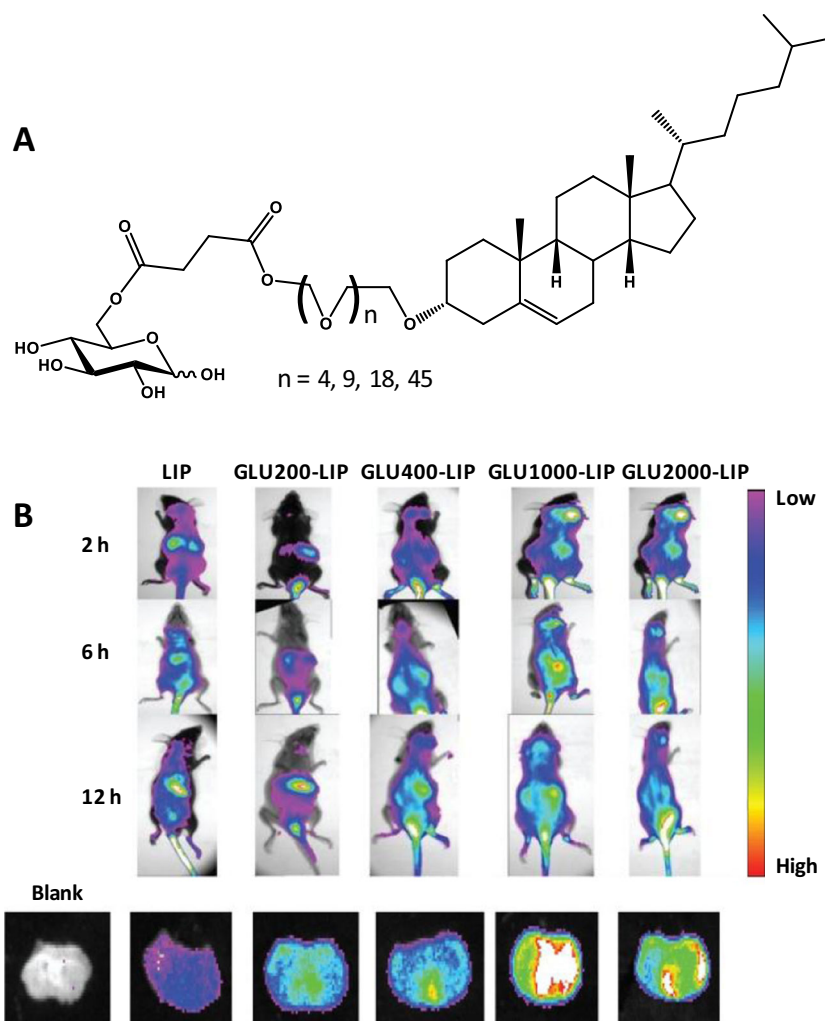 A
O
O
O
O
O
n
O
H
H
HO
O
HO
OH
OH
n = 4, 9, 18, 45
LIP GLU200-LIP GLU400-LIP GLU1000-LIP GLU2000-LIP
B
Low
2 h
6 h
12 h
High
Blank